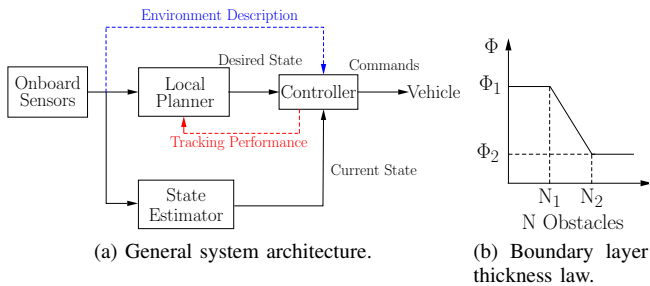 Environment Description
Onboard
Sensors
Local
Planner
Desired State
Controller
Commands
Vehicle
Tracking Performance
Current State
State
Estimator
(a) General system architecture.
Φ
Φ1
Φ2
N1
N2
N Obstacles
(b) Boundary layer
thickness law.